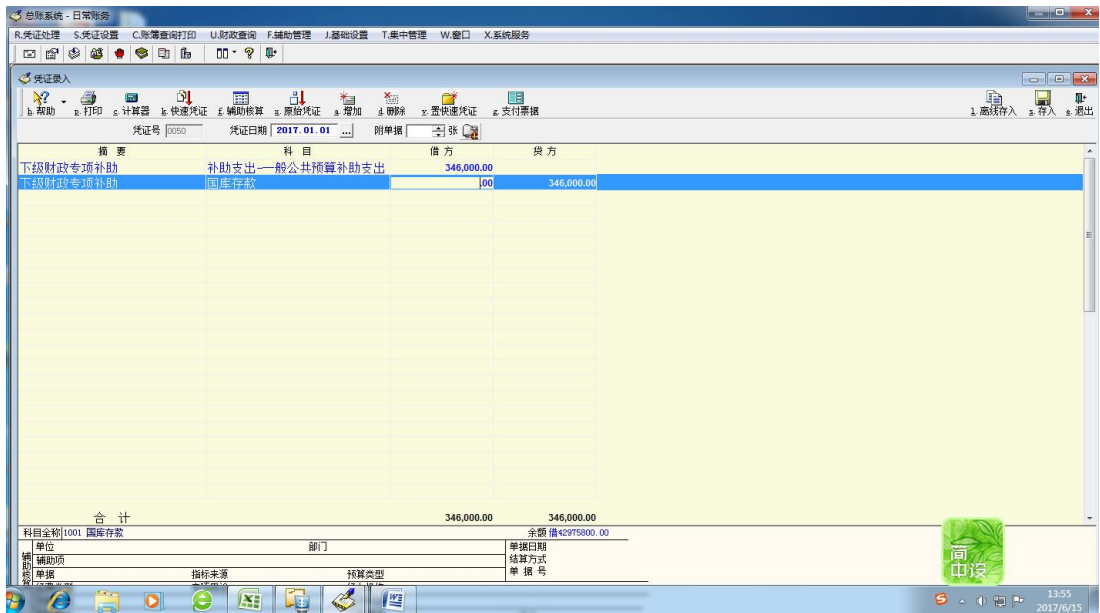 总账系统 - 日常账务
R.凭证处理 S.凭证设置 C.账簿查询打印 U.财政查询 F.辅助管理 J.基础设置 T.集中管理 W.窗口 X.系统服务
凭证录入
h.帮助 p.打印 c.计算器 k.快速凭证 f.辅助核算 x.原始凭证 a.增加 d.删除 y.置快速凭证 g.支付票据 l.离线存入 s.存入 e.退出
凭证号 0050 凭证日期 2017.01.01 ... 附单据 张
摘 要 科 目 借 方 贷 方
下级财政专项补助 补助支出-一般公共预算补助支出 346,000.00
下级财政专项补助 国库存款 .00 346,000.00
合 计 346,000.00 346,000.00
科目全称 1001 国库存款 余额 借42975800.00
辅助核算
单位 部门 单据日期
辅助项 结算方式
单据 指标来源 预算类型 单 据 号
简
中 设
13:55
2017/6/15